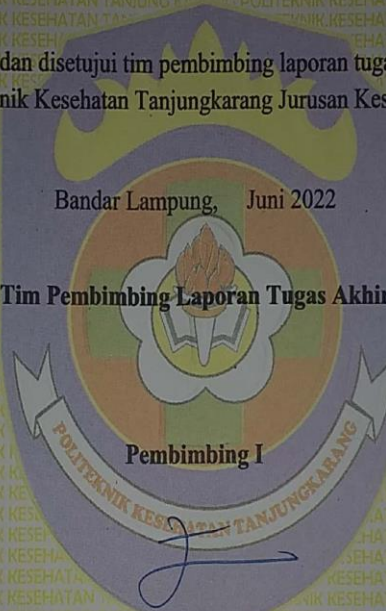 dan disetujui tim pembimbing laporan tuga
nik Kesehatan Tanjungkarang Jurusan Kes
Bandar Lampung, Juni 2022
Tim Pembimbing Laporan Tugas Akhir
Pembimbing I
POLITEKNIK KESEHATAN TANJUNGKARANG